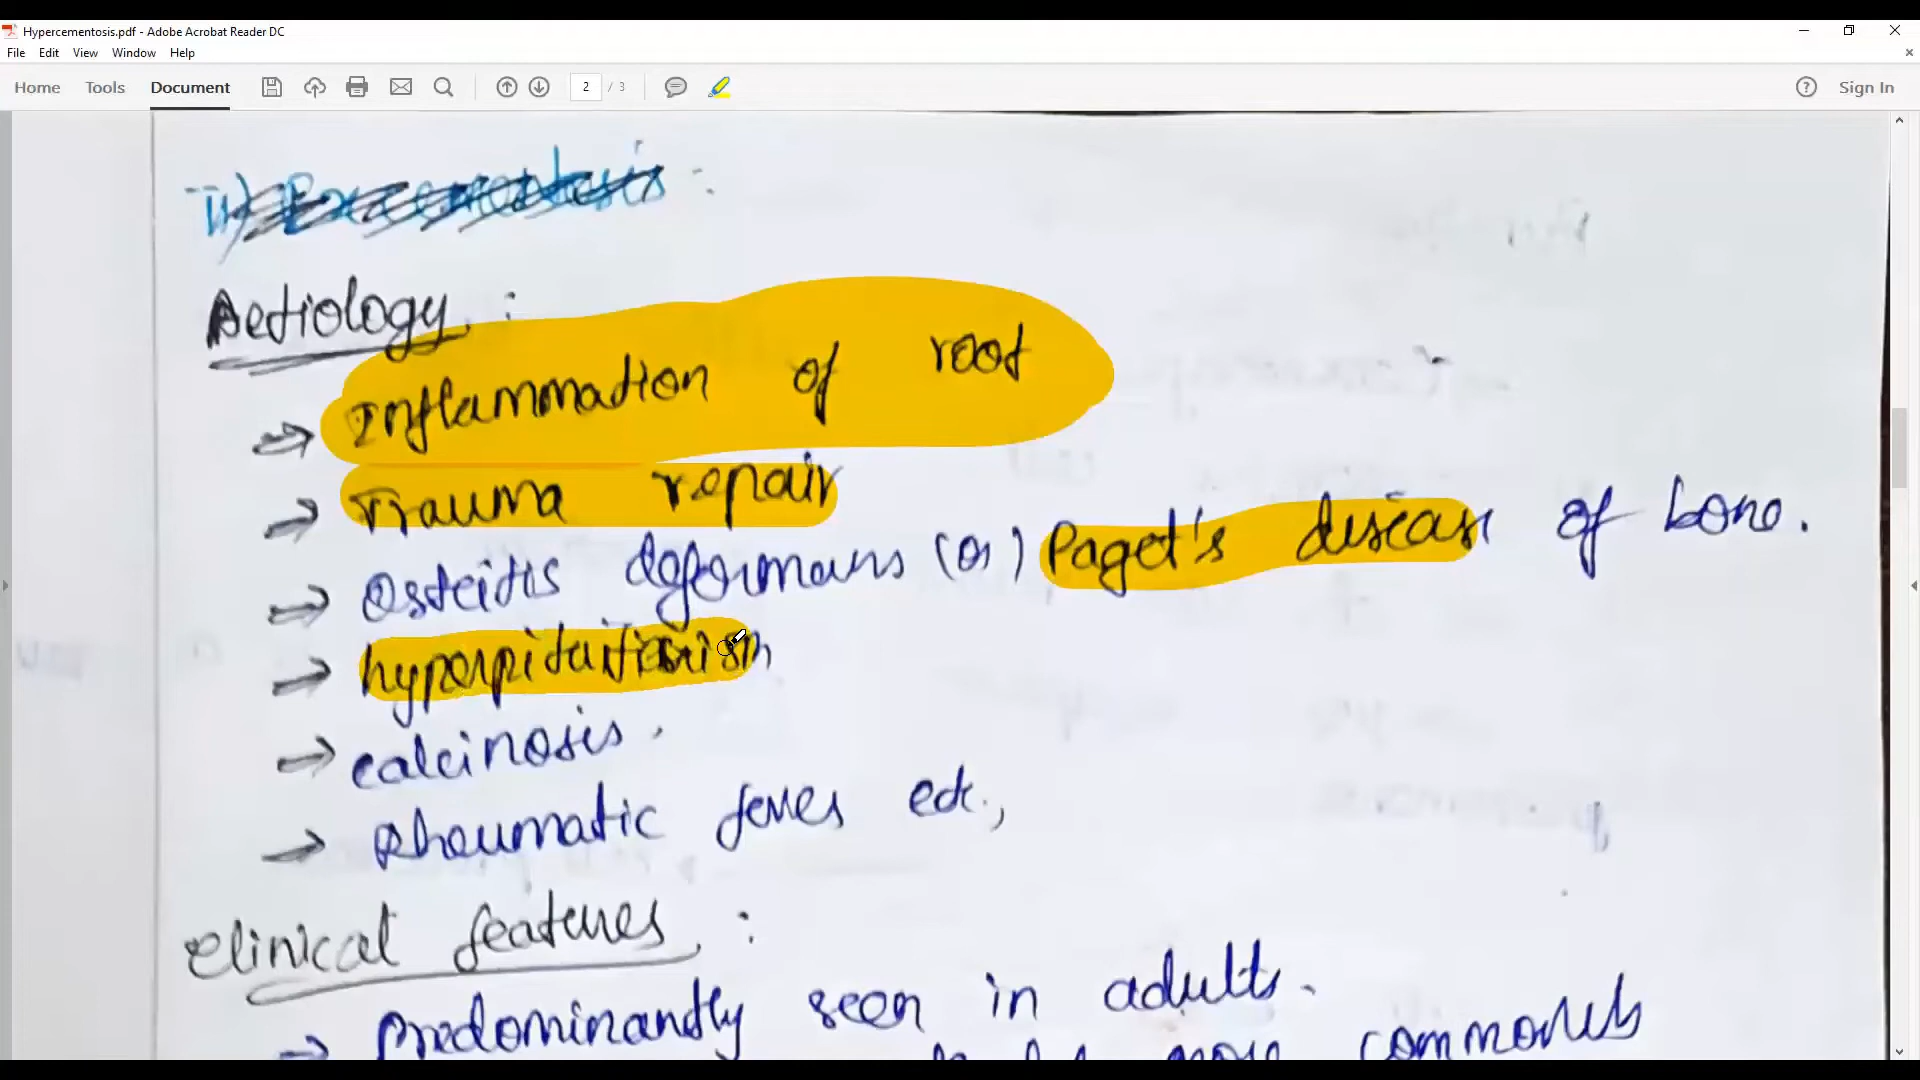 Hypercementosis.pdf - Adobe Acrobat Reader DC
File Edit View Window Help
Home Tools Document 2 / 3 Sign In
Aetiology :
⇒ Inflammation of root
→ Trauma repair
⇒ Osteitis deformans (or) Paget's disease of bone.
→ hyperpituitarism
→ calcinosis.
→ Rheumatic fever etc.,
Clinical features :
→ predominantly seen in adults.
more commonly